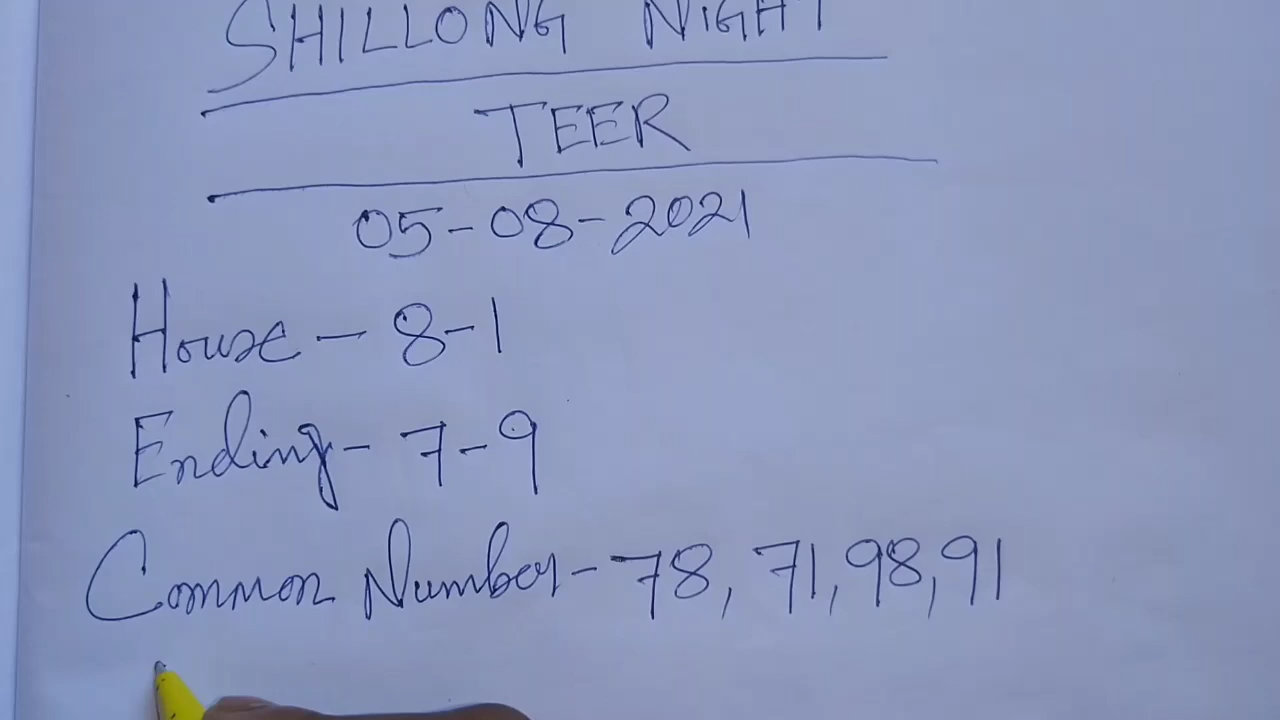 SHILLONG NIGHT
TEER
05-08-2021
House - 8-1
Ending - 7-9
Common Number - 78, 71, 98, 91